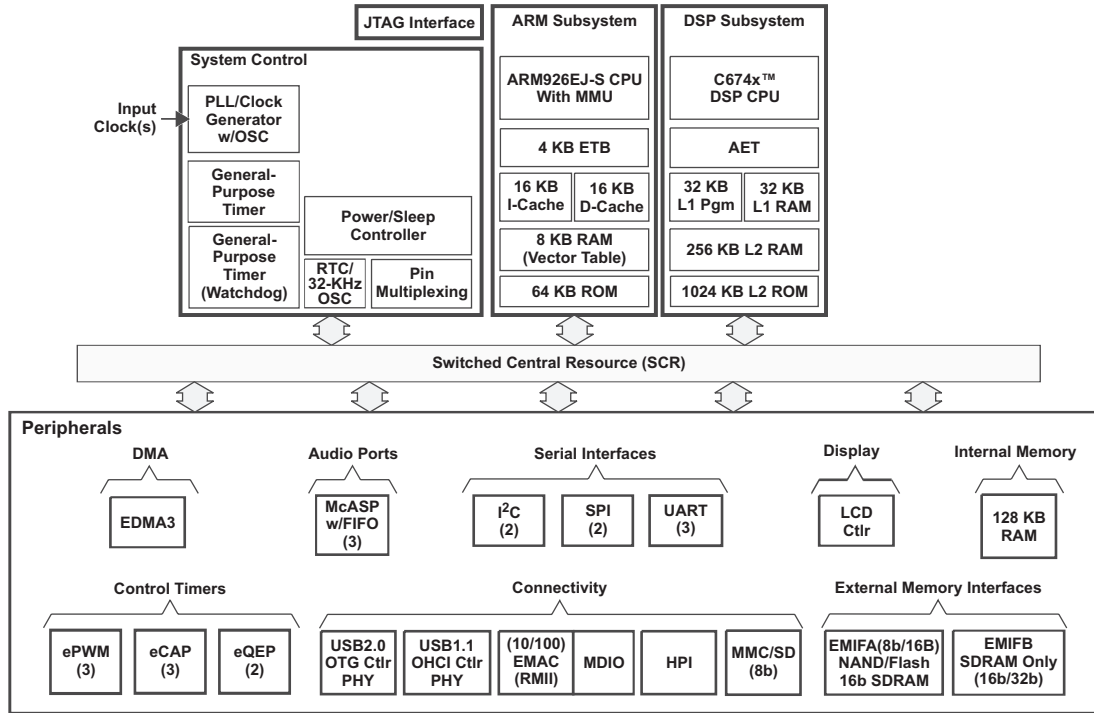 JTAG Interface
System Control
Input
Clock(s)
PLL/Clock
Generator
w/OSC
General-
Purpose
Timer
General-
Purpose
Timer
(Watchdog)
Power/Sleep
Controller
RTC/
32-KHz
OSC
Pin
Multiplexing
ARM Subsystem
ARM926EJ-S CPU
With MMU
4 KB ETB
16 KB
I-Cache
16 KB
D-Cache
8 KB RAM
(Vector Table)
64 KB ROM
DSP Subsystem
C674x™
DSP CPU
AET
32 KB
L1 Pgm
32 KB
L1 RAM
256 KB L2 RAM
1024 KB L2 ROM
Switched Central Resource (SCR)
Peripherals
DMA
EDMA3
Audio Ports
McASP
w/FIFO
(3)
Serial Interfaces
I²C
(2)
SPI
(2)
UART
(3)
Display
LCD
Ctlr
Internal Memory
128 KB
RAM
Control Timers
ePWM
(3)
eCAP
(3)
eQEP
(2)
Connectivity
USB2.0
OTG Ctlr
PHY
USB1.1
OHCI Ctlr
PHY
(10/100)
EMAC
(RMII)
MDIO
HPI
MMC/SD
(8b)
External Memory Interfaces
EMIFA(8b/16B)
NAND/Flash
16b SDRAM
EMIFB
SDRAM Only
(16b/32b)